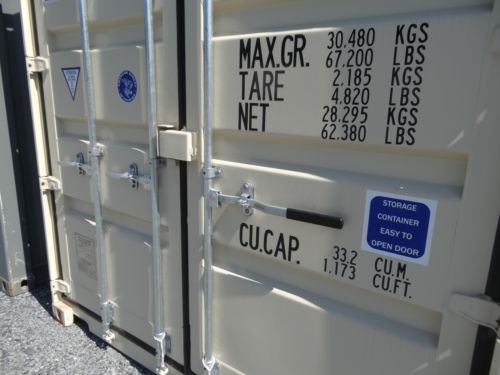 MAX.GR. 30.480 KGS
67.200 LBS
TARE 2.185 KGS
4.820 LBS
NET 28.295 KGS
62.380 LBS
STORAGE
CONTAINER
EASY TO
OPEN DOOR
CU.CAP. 33.2 CU.M.
1.173 CU.FT.